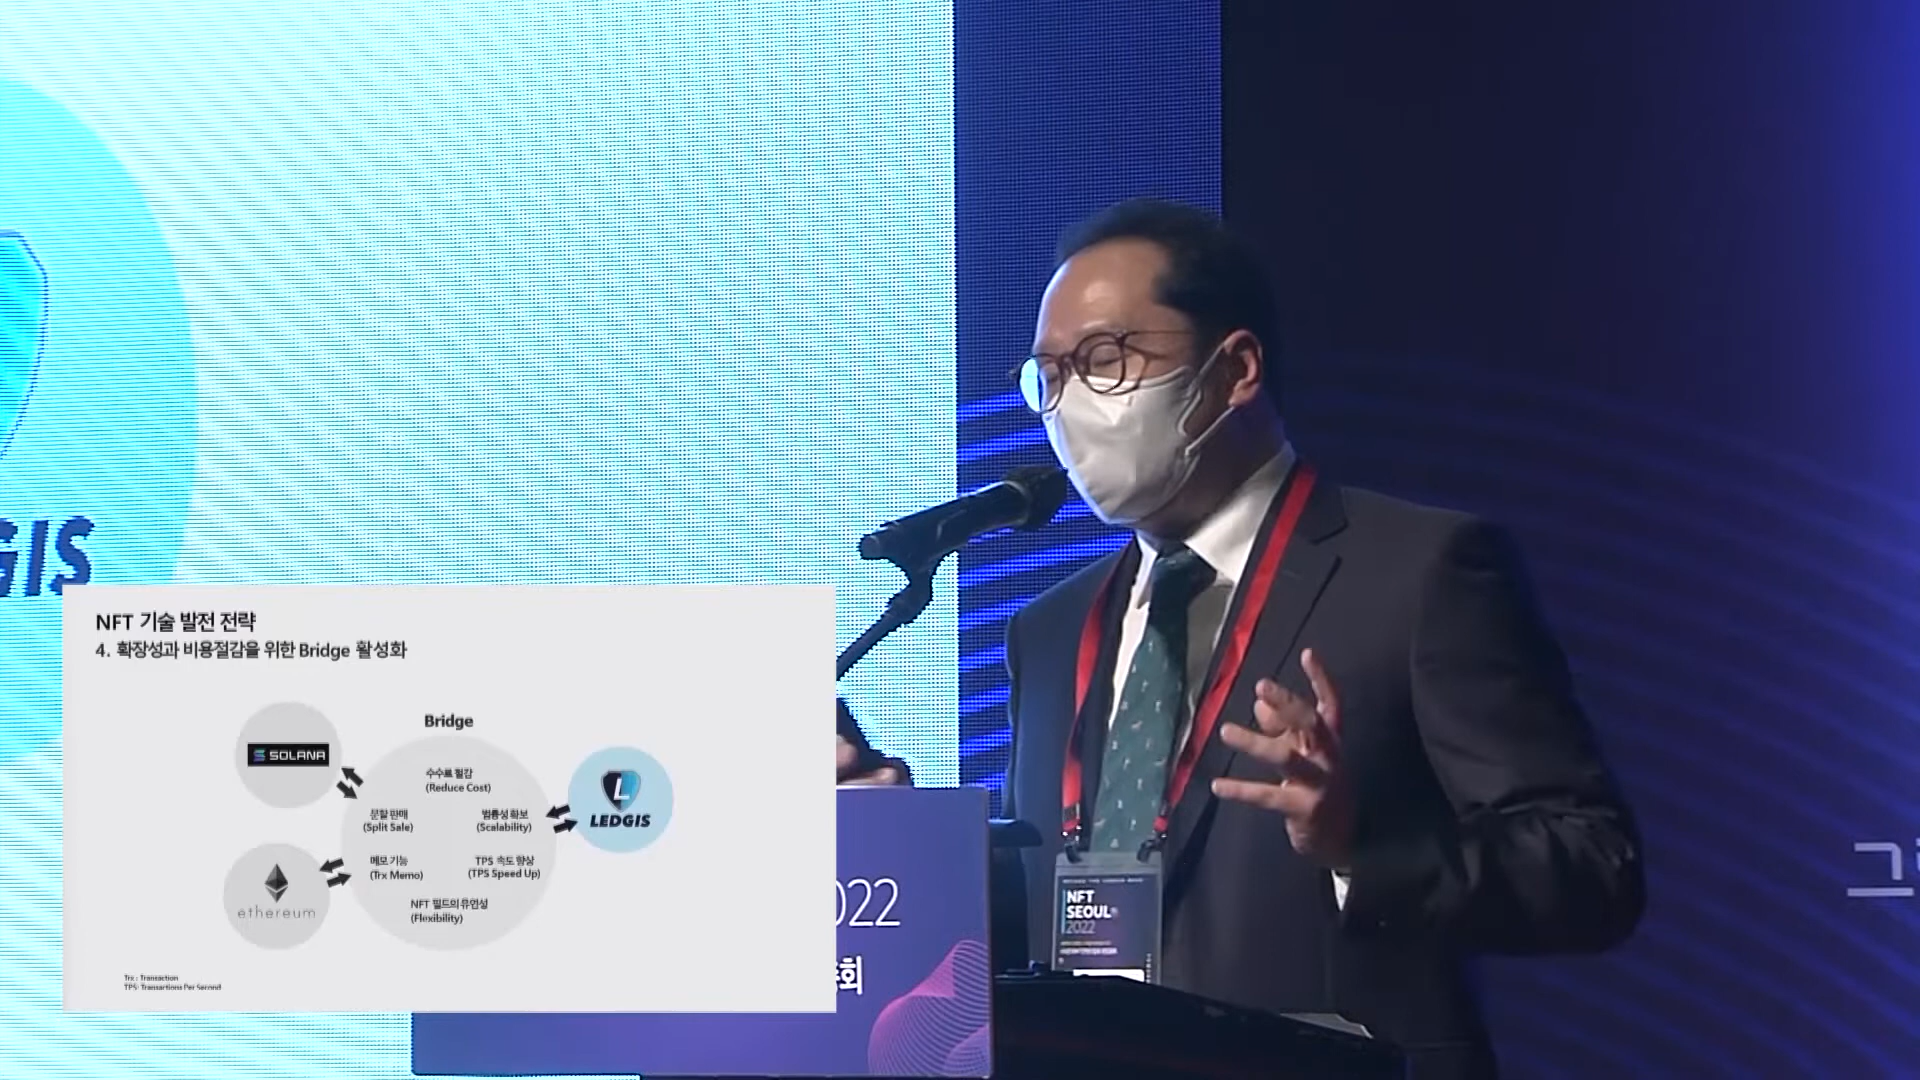 GIS
NFT 기술 발전 전략
4. 확장성과 비용절감을 위한 Bridge 활성화
Bridge
SOLANA
수수료 절감
(Reduce Cost)
분할 판매
(Split Sale)
범용성 확보
(Scalability)
LEDGIS
메모 기능
(Trx Memo)
TPS 속도 향상
(TPS Speed Up)
ethereum
NFT 필드의 유연성
(Flexibility)
Trx : Transaction
TPS: Transactions Per Second
022
회
NFT
SEOUL
2022
그